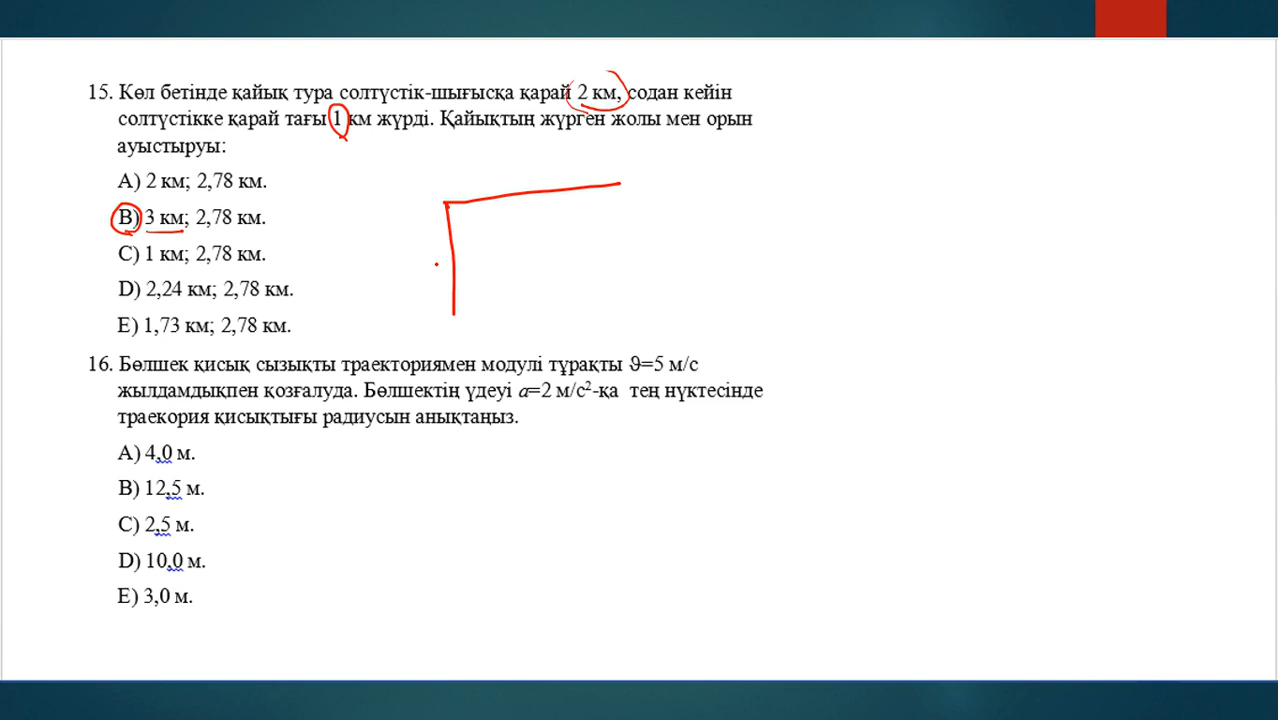 15. Көл бетінде қайық тура солтүстік-шығысқа қарай 2 км, содан кейін
солтүстікке қарай тағы 1 км жүрді. Қайықтың жүрген жолы мен орын
ауыстыруы:
A) 2 км; 2,78 км.
B) 3 км; 2,78 км.
C) 1 км; 2,78 км.
D) 2,24 км; 2,78 км.
E) 1,73 км; 2,78 км.
16. Бөлшек қисық сызықты траекториямен модулі тұрақты ϑ=5 м/с
жылдамдықпен қозғалуда. Бөлшектің үдеуі a=2 м/с²-қа тең нүктесінде
траекория қисықтығы радиусын анықтаңыз.
A) 4,0 м.
B) 12,5 м.
C) 2,5 м.
D) 10,0 м.
E) 3,0 м.